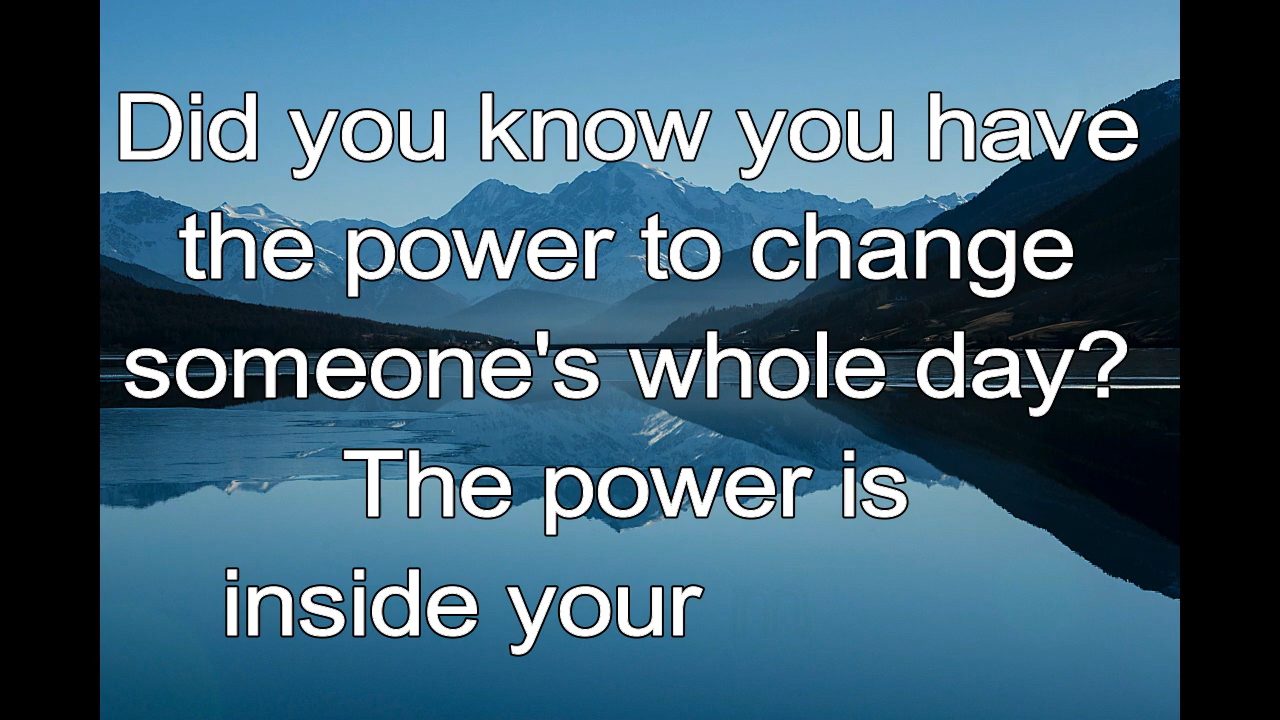 Did you know you have
the power to change
someone's whole day?
The power is
inside your